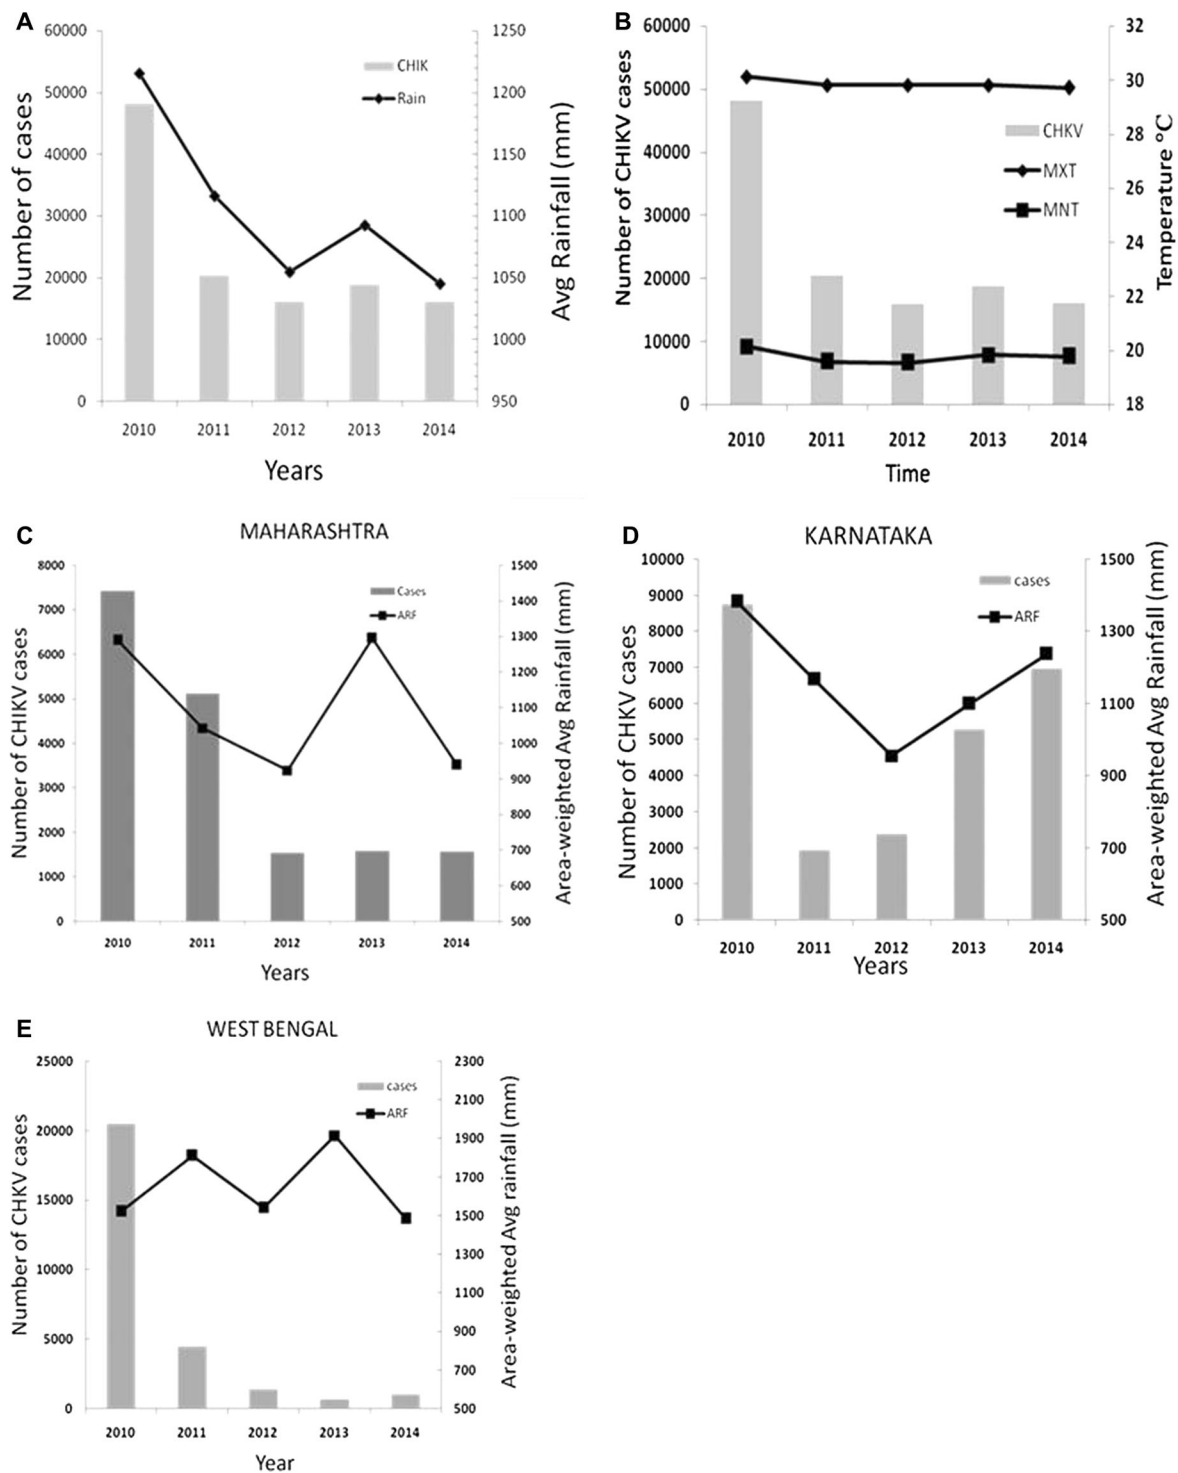 A
60000
50000
40000
30000
20000
10000
0
1250
1200
1150
1100
1050
1000
950
CHIK
Rain
Number of cases
Avg Rainfall (mm)
2010 2011 2012 2013 2014
Years
B
60000
50000
40000
30000
20000
10000
0
32
30
28
26
24
22
20
18
CHKV
MXT
MNT
Number of CHIKV cases
Temperature °C
2010 2011 2012 2013 2014
Time
C
MAHARASHTRA
8000
7000
6000
5000
4000
3000
2000
1000
0
1500
1400
1300
1200
1100
1000
900
800
700
600
500
Cases
ARF
Number of CHIKV cases
Area-weighted Avg Rainfall (mm)
2010 2011 2012 2013 2014
Years
D
KARNATAKA
10000
9000
8000
7000
6000
5000
4000
3000
2000
1000
0
1500
1300
1100
900
700
500
cases
ARF
Number of CHKV cases
Area-weighted Avg Rainfall (mm)
2010 2011 2012 2013 2014
Years
E
WEST BENGAL
25000
20000
15000
10000
5000
0
2300
2100
1900
1700
1500
1300
1100
900
700
500
cases
ARF
Number of CHKV cases
Area-weighted Avg rainfall (mm)
2010 2011 2012 2013 2014
Year